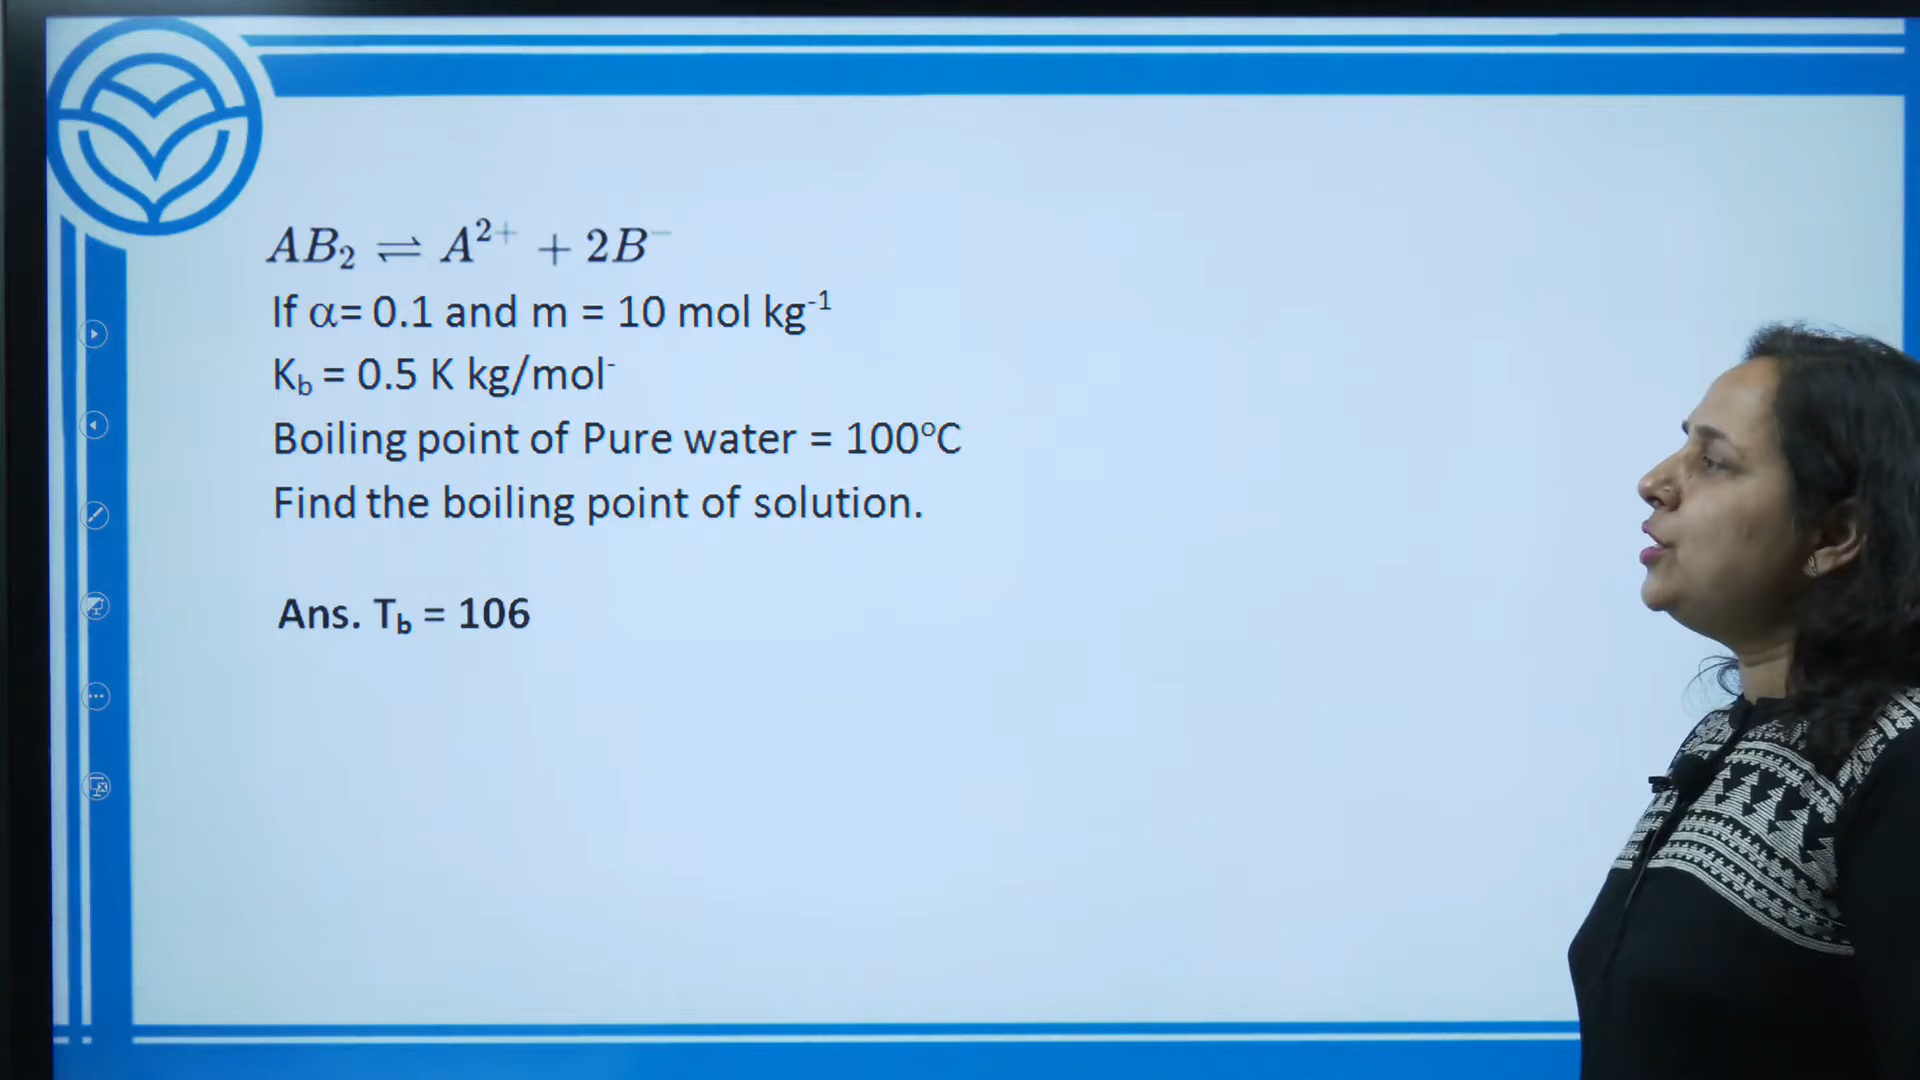 AB₂ ⇌ A²⁺ + 2B⁻
If α= 0.1 and m = 10 mol kg⁻¹
K_b = 0.5 K kg/mol⁻
Boiling point of Pure water = 100°C
Find the boiling point of solution.
Ans. T_b = 106